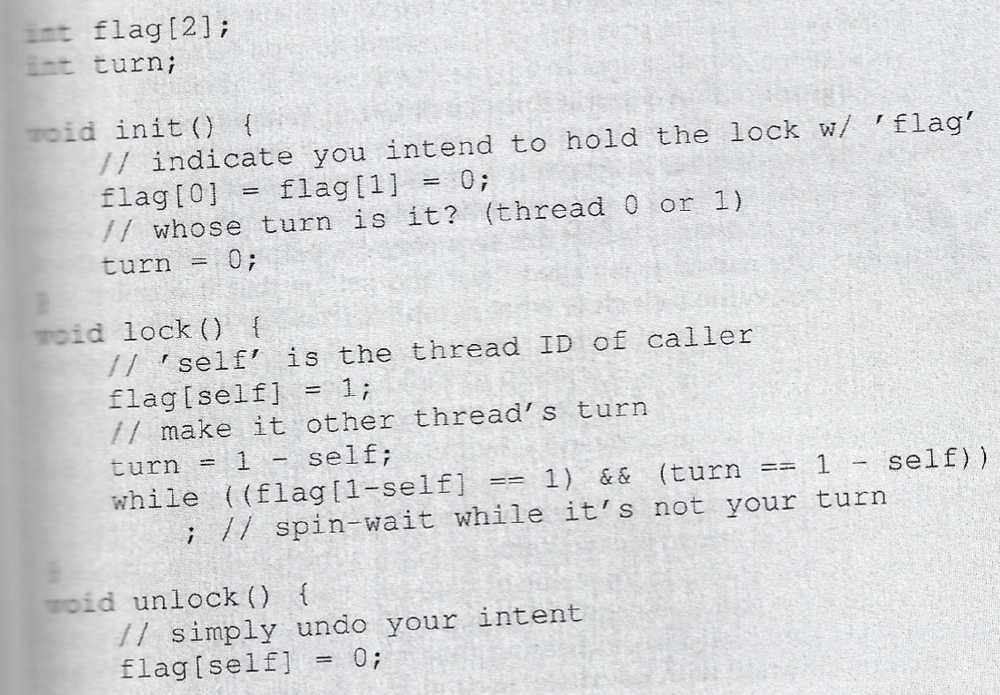 int flag[2];
int turn;
void init() {
// indicate you intend to hold the lock w/ 'flag'
flag[0] = flag[1] = 0;
// whose turn is it? (thread 0 or 1)
turn = 0;
}
void lock() {
// 'self' is the thread ID of caller
flag[self] = 1;
// make it other thread's turn
turn = 1 - self;
while ((flag[1-self] == 1) && (turn == 1 - self))
; // spin-wait while it's not your turn
}
void unlock() {
// simply undo your intent
flag[self] = 0;